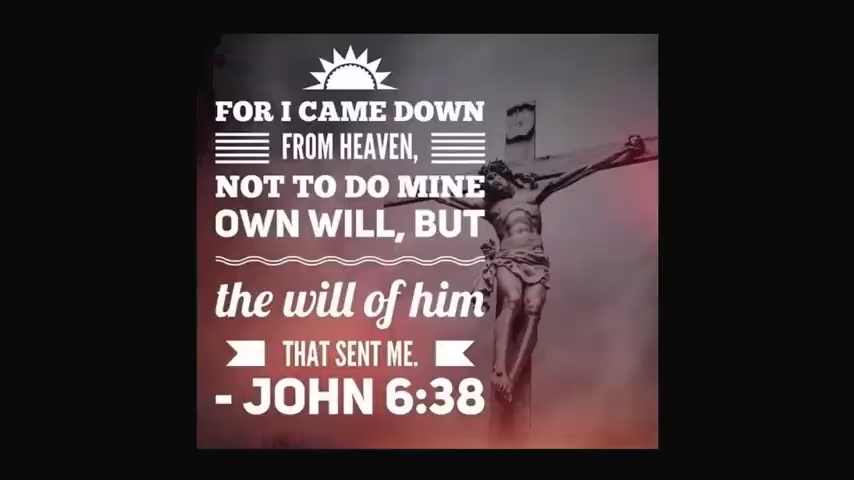 FOR I CAME DOWN
FROM HEAVEN,
NOT TO DO MINE
OWN WILL, BUT
the will of him
THAT SENT ME.
- JOHN 6:38